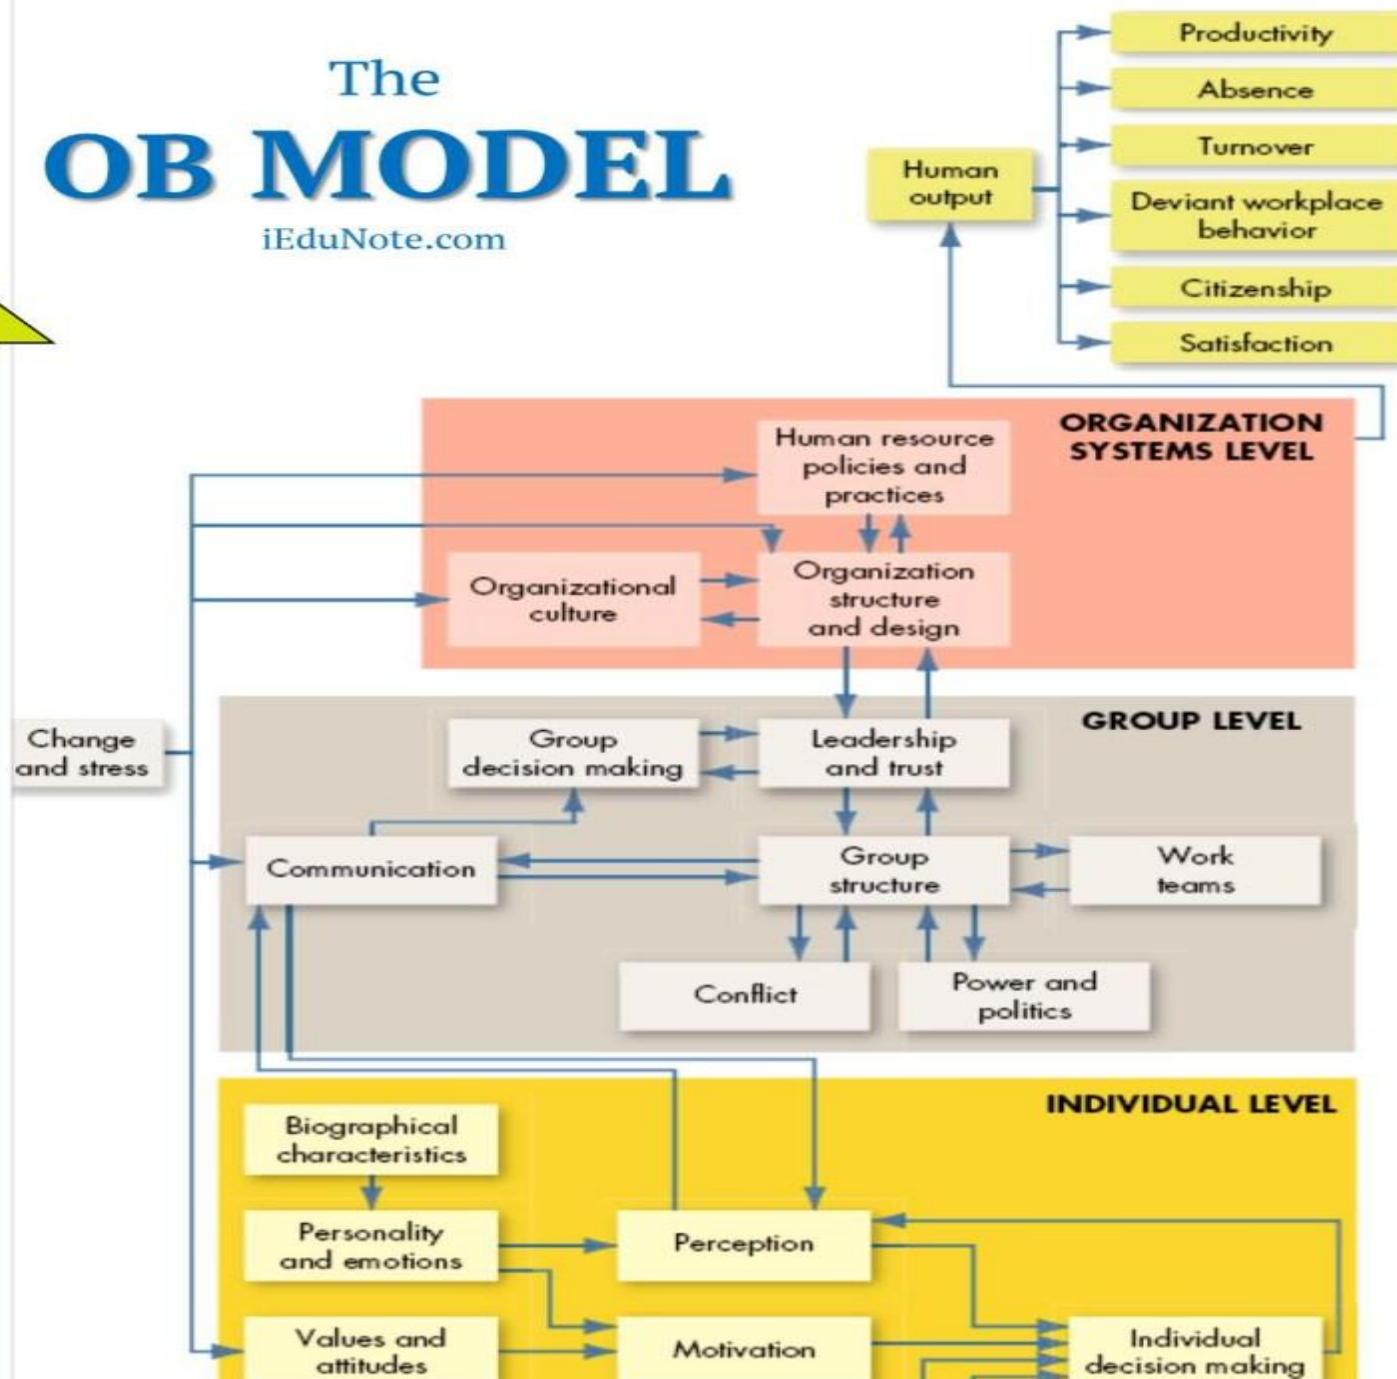 The
OB MODEL
iEduNote.com
Human
output
Productivity
Absence
Turnover
Deviant workplace
behavior
Citizenship
Satisfaction
ORGANIZATION
SYSTEMS LEVEL
Human resource
policies and
practices
Organizational
culture
Organization
structure
and design
Change
and stress
GROUP LEVEL
Group
decision making
Leadership
and trust
Communication
Group
structure
Work
teams
Conflict
Power and
politics
INDIVIDUAL LEVEL
Biographical
characteristics
Personality
and emotions
Perception
Values and
attitudes
Motivation
Individual
decision making